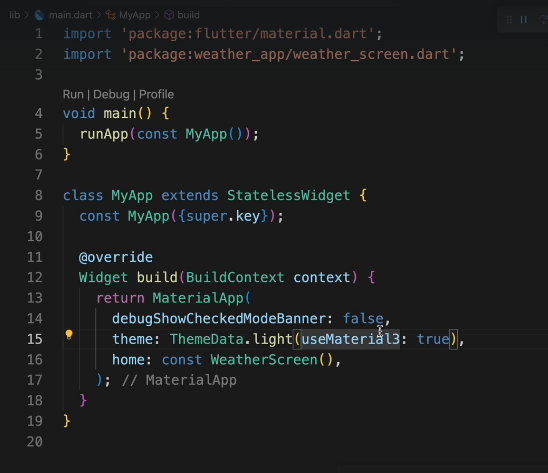 lib > main.dart > MyApp > build
1 import 'package:flutter/material.dart';
2 import 'package:weather_app/weather_screen.dart';
3
Run | Debug | Profile
4 void main() {
5 runApp(const MyApp());
6 }
7
8 class MyApp extends StatelessWidget {
9 const MyApp({super.key});
10
11 @override
12 Widget build(BuildContext context) {
13 return MaterialApp(
14 debugShowCheckedModeBanner: false,
15 theme: ThemeData.light(useMaterial3: true),
16 home: const WeatherScreen(),
17 ); // MaterialApp
18 }
19 }
20